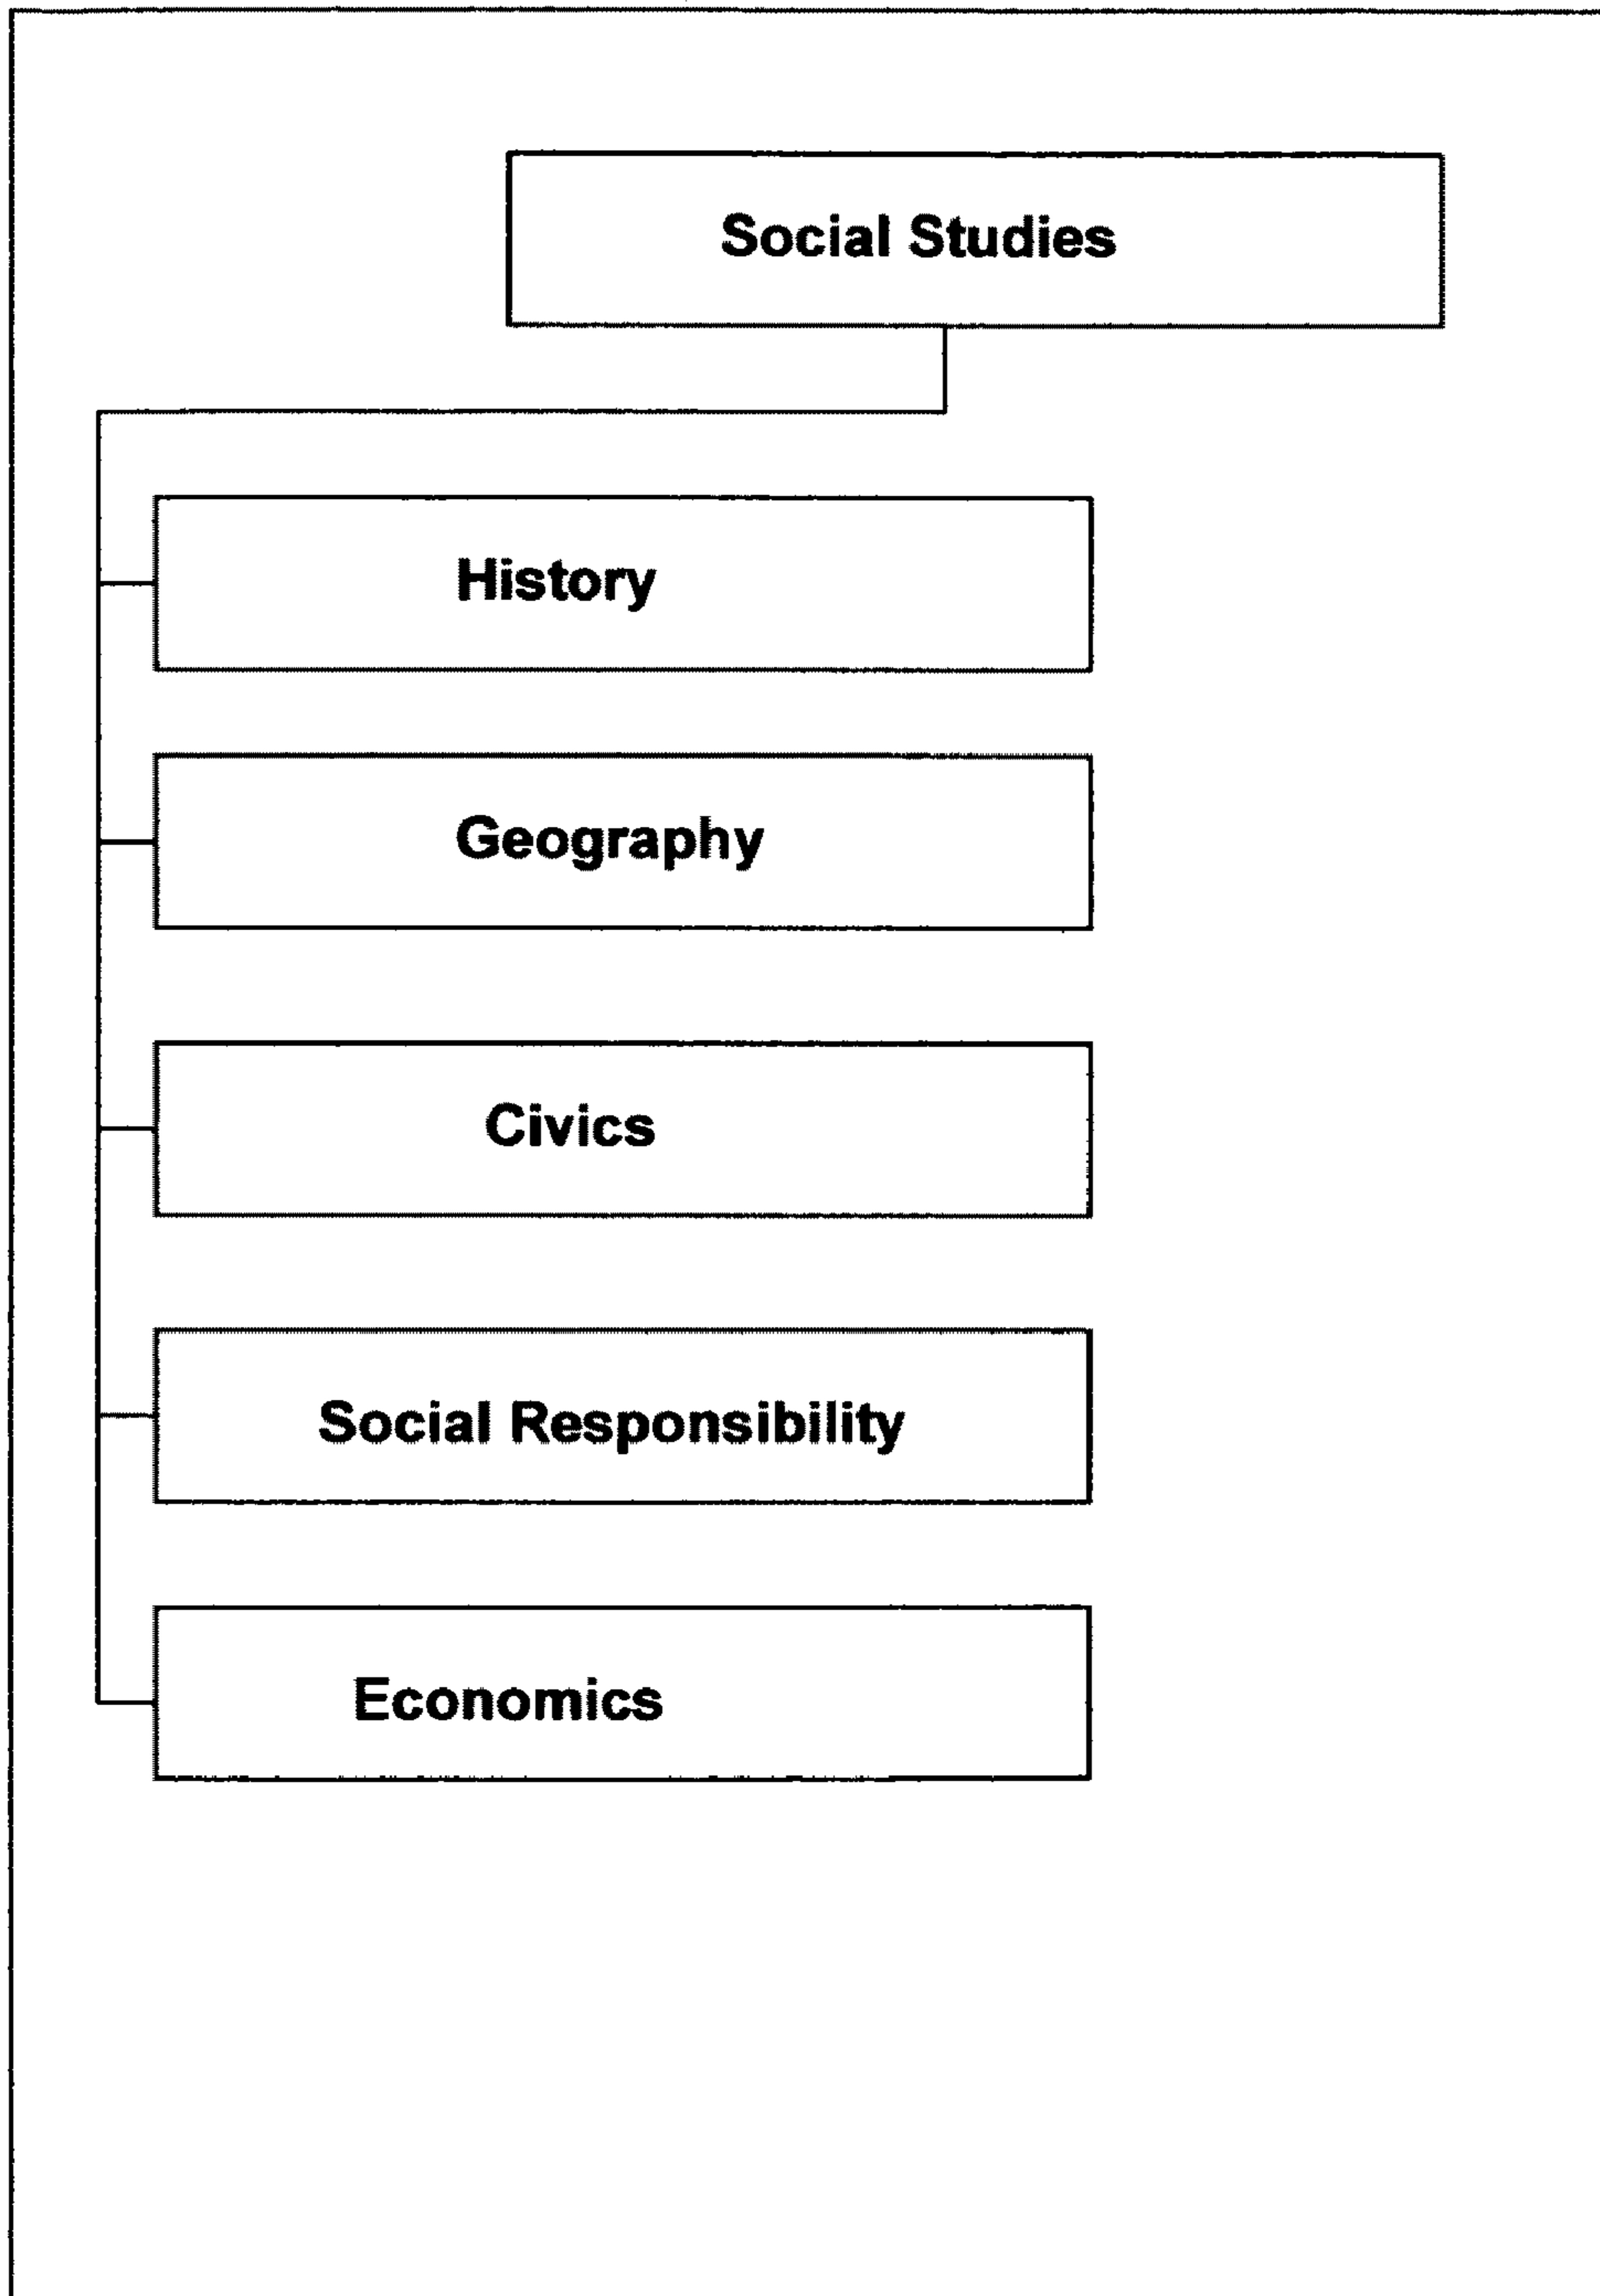 Social Studies
History
Geography
Civics
Social Responsibility
Economics